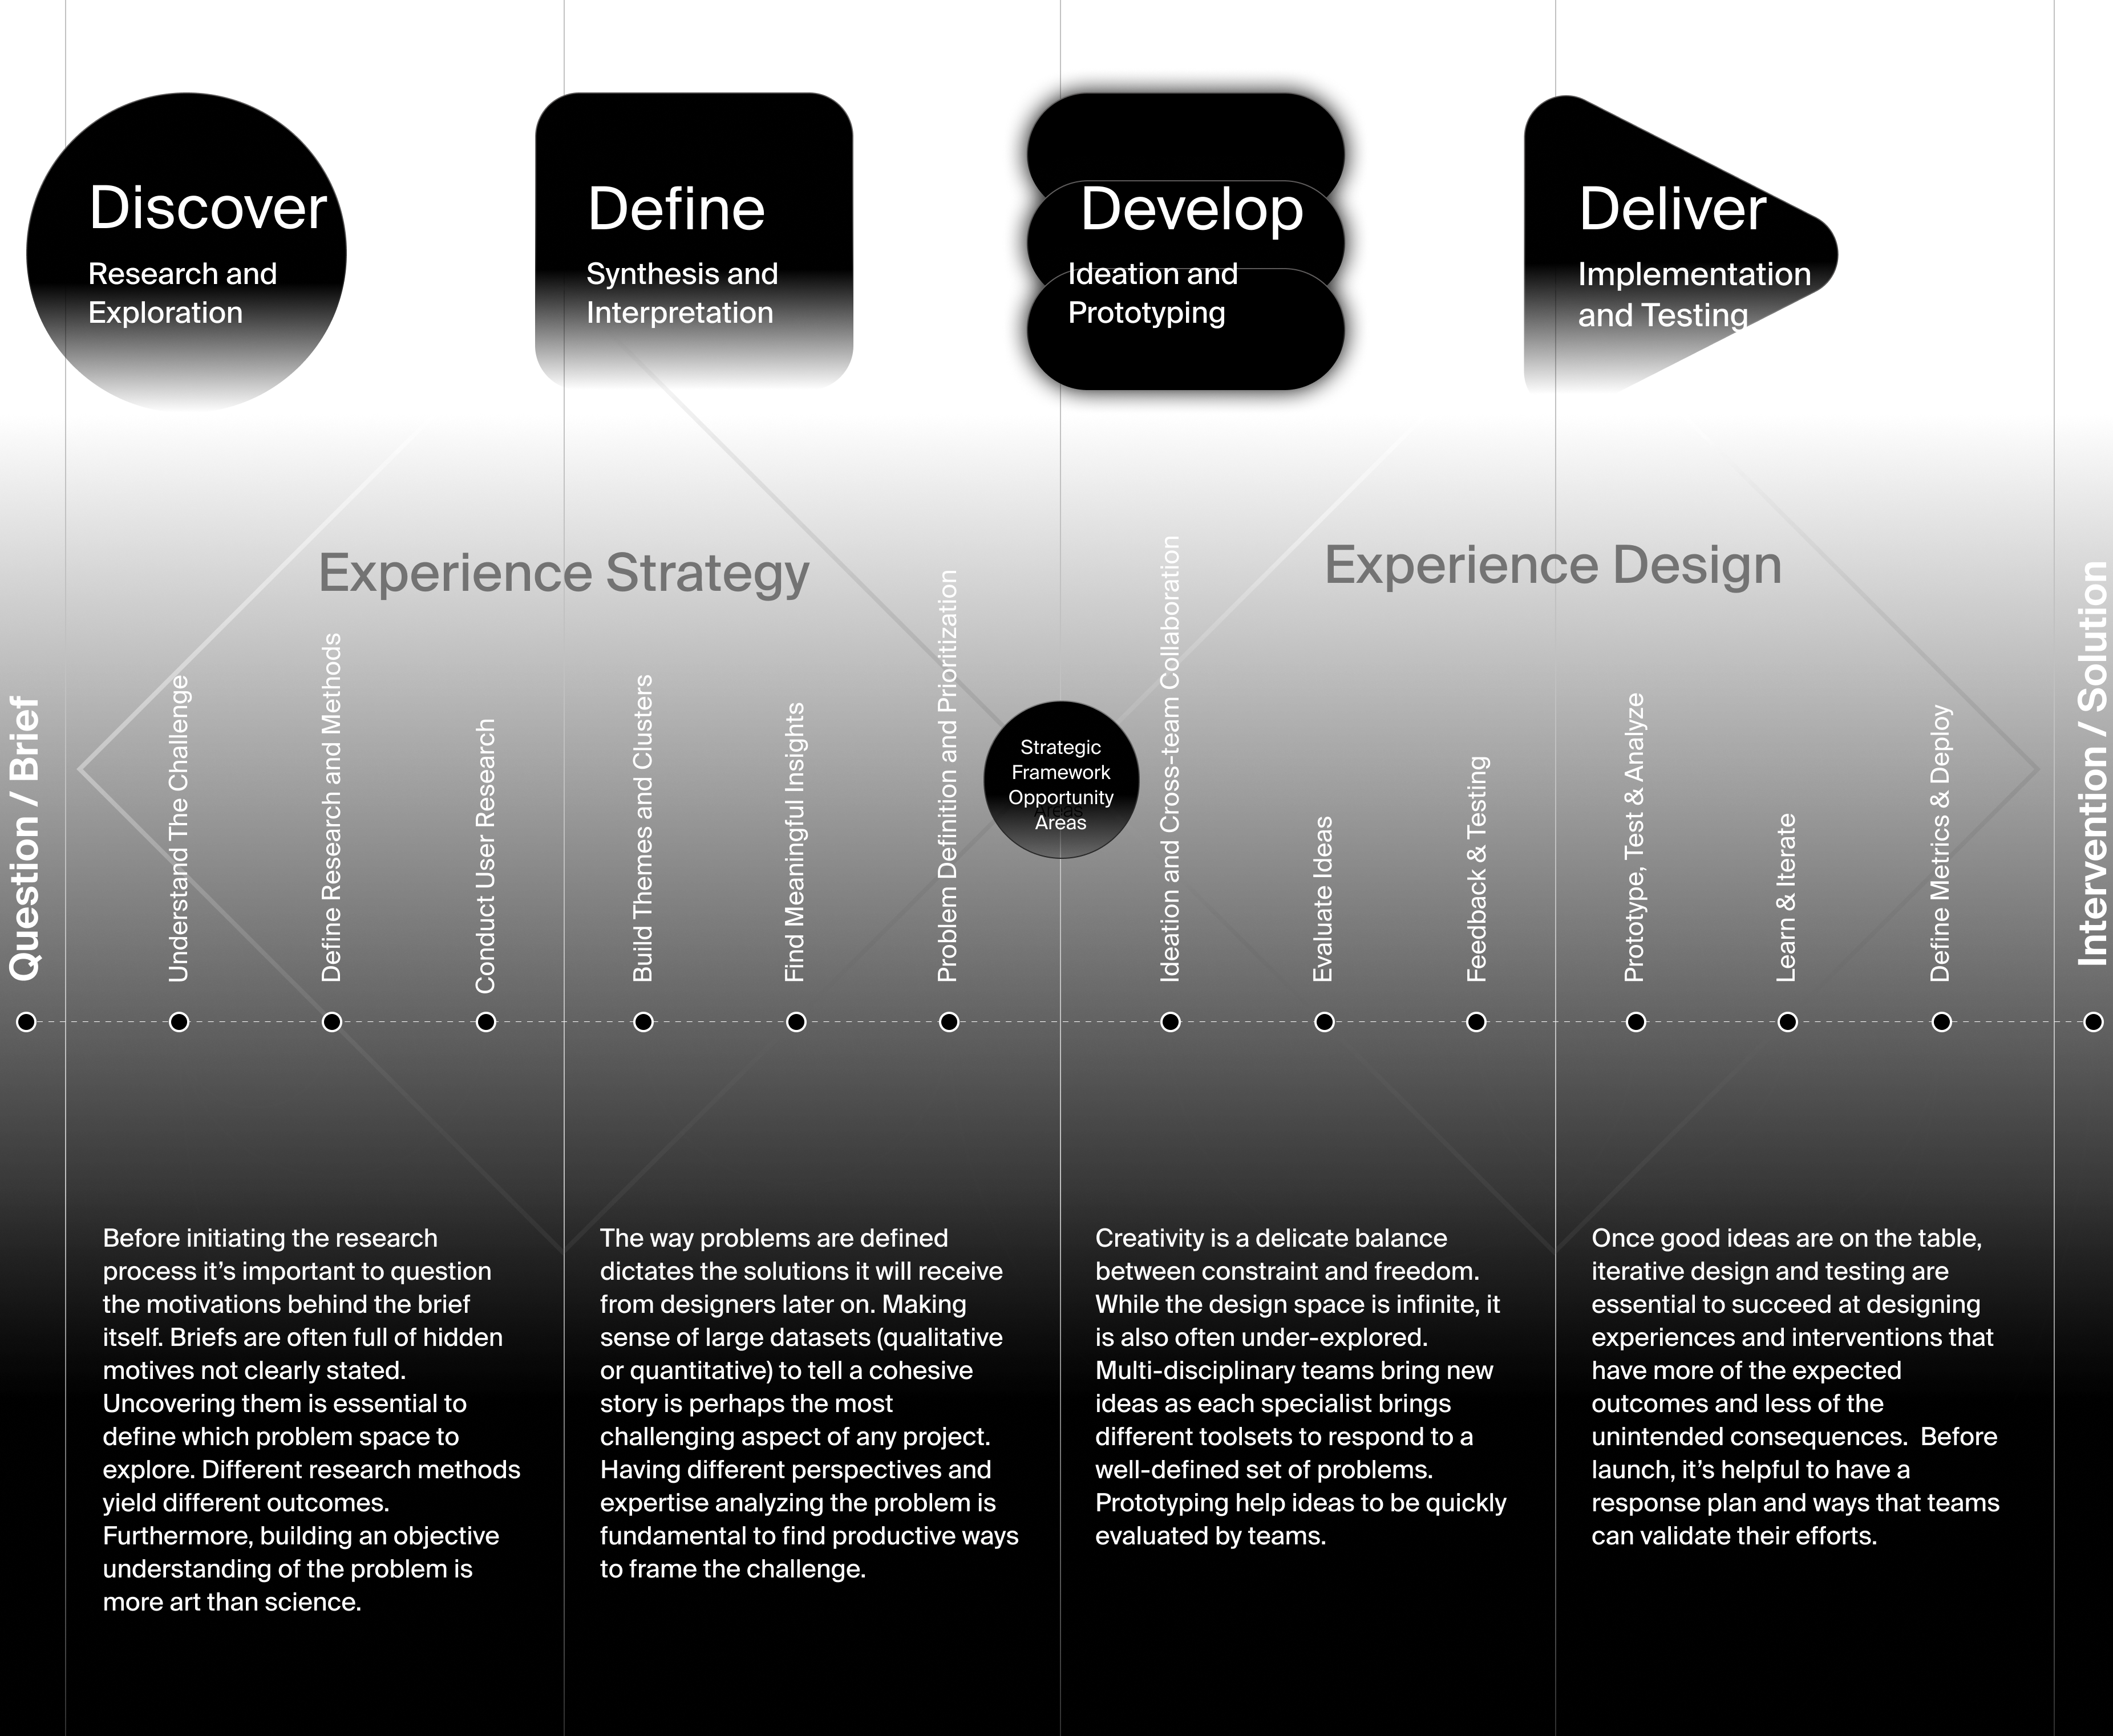 Discover
Research and
Exploration
Define
Synthesis and
Interpretation
Develop
Ideation and
Prototyping
Deliver
Implementation
and Testing
Experience Strategy
Experience Design
Question / Brief
Understand The Challenge
Define Research and Methods
Conduct User Research
Build Themes and Clusters
Find Meaningful Insights
Problem Definition and Prioritization
Strategic
Framework
Opportunity
Areas
Areas
Ideation and Cross-team Collaboration
Evaluate Ideas
Feedback & Testing
Prototype, Test & Analyze
Learn & Iterate
Define Metrics & Deploy
Intervention / Solution
Before initiating the research
process it’s important to question
the motivations behind the brief
itself. Briefs are often full of hidden
motives not clearly stated.
Uncovering them is essential to
define which problem space to
explore. Different research methods
yield different outcomes.
Furthermore, building an objective
understanding of the problem is
more art than science.
The way problems are defined
dictates the solutions it will receive
from designers later on. Making
sense of large datasets (qualitative
or quantitative) to tell a cohesive
story is perhaps the most
challenging aspect of any project.
Having different perspectives and
expertise analyzing the problem is
fundamental to find productive ways
to frame the challenge.
Creativity is a delicate balance
between constraint and freedom.
While the design space is infinite, it
is also often under-explored.
Multi-disciplinary teams bring new
ideas as each specialist brings
different toolsets to respond to a
well-defined set of problems.
Prototyping help ideas to be quickly
evaluated by teams.
Once good ideas are on the table,
iterative design and testing are
essential to succeed at designing
experiences and interventions that
have more of the expected
outcomes and less of the
unintended consequences.  Before
launch, it’s helpful to have a
response plan and ways that teams
can validate their efforts.